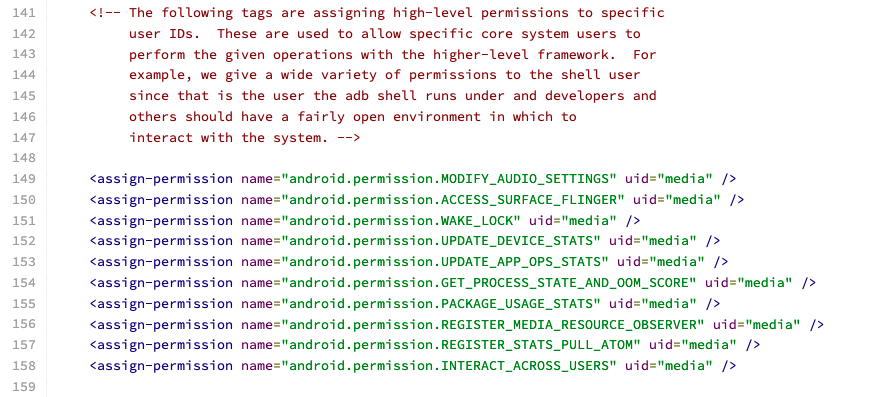 141 <!-- The following tags are assigning high-level permissions to specific
142 user IDs.  These are used to allow specific core system users to
143 perform the given operations with the higher-level framework.  For
144 example, we give a wide variety of permissions to the shell user
145 since that is the user the adb shell runs under and developers and
146 others should have a fairly open environment in which to
147 interact with the system. -->
148
149 <assign-permission name="android.permission.MODIFY_AUDIO_SETTINGS" uid="media" />
150 <assign-permission name="android.permission.ACCESS_SURFACE_FLINGER" uid="media" />
151 <assign-permission name="android.permission.WAKE_LOCK" uid="media" />
152 <assign-permission name="android.permission.UPDATE_DEVICE_STATS" uid="media" />
153 <assign-permission name="android.permission.UPDATE_APP_OPS_STATS" uid="media" />
154 <assign-permission name="android.permission.GET_PROCESS_STATE_AND_OOM_SCORE" uid="media" />
155 <assign-permission name="android.permission.PACKAGE_USAGE_STATS" uid="media" />
156 <assign-permission name="android.permission.REGISTER_MEDIA_RESOURCE_OBSERVER" uid="media" />
157 <assign-permission name="android.permission.REGISTER_STATS_PULL_ATOM" uid="media" />
158 <assign-permission name="android.permission.INTERACT_ACROSS_USERS" uid="media" />
159